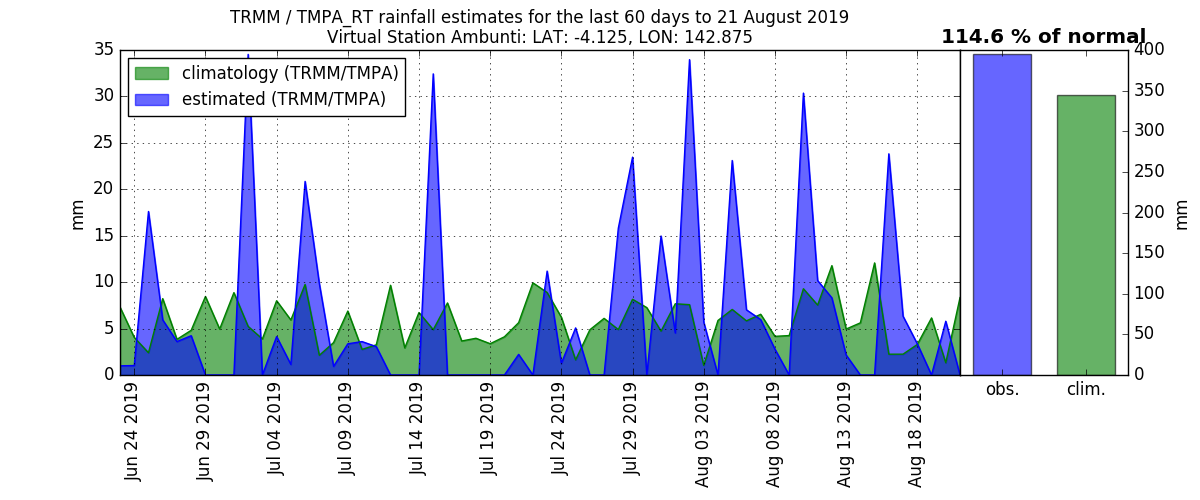 TRMM / TMPA_RT rainfall estimates for the last 60 days to 21 August 2019
Virtual Station Ambunti: LAT: -4.125, LON: 142.875
114.6 % of normal
climatology (TRMM/TMPA)
estimated (TRMM/TMPA)
35
30
25
20
15
10
5
0
mm
400
350
300
250
200
150
100
50
0
mm
Jun 24 2019
Jun 29 2019
Jul 04 2019
Jul 09 2019
Jul 14 2019
Jul 19 2019
Jul 24 2019
Jul 29 2019
Aug 03 2019
Aug 08 2019
Aug 13 2019
Aug 18 2019
obs.
clim.